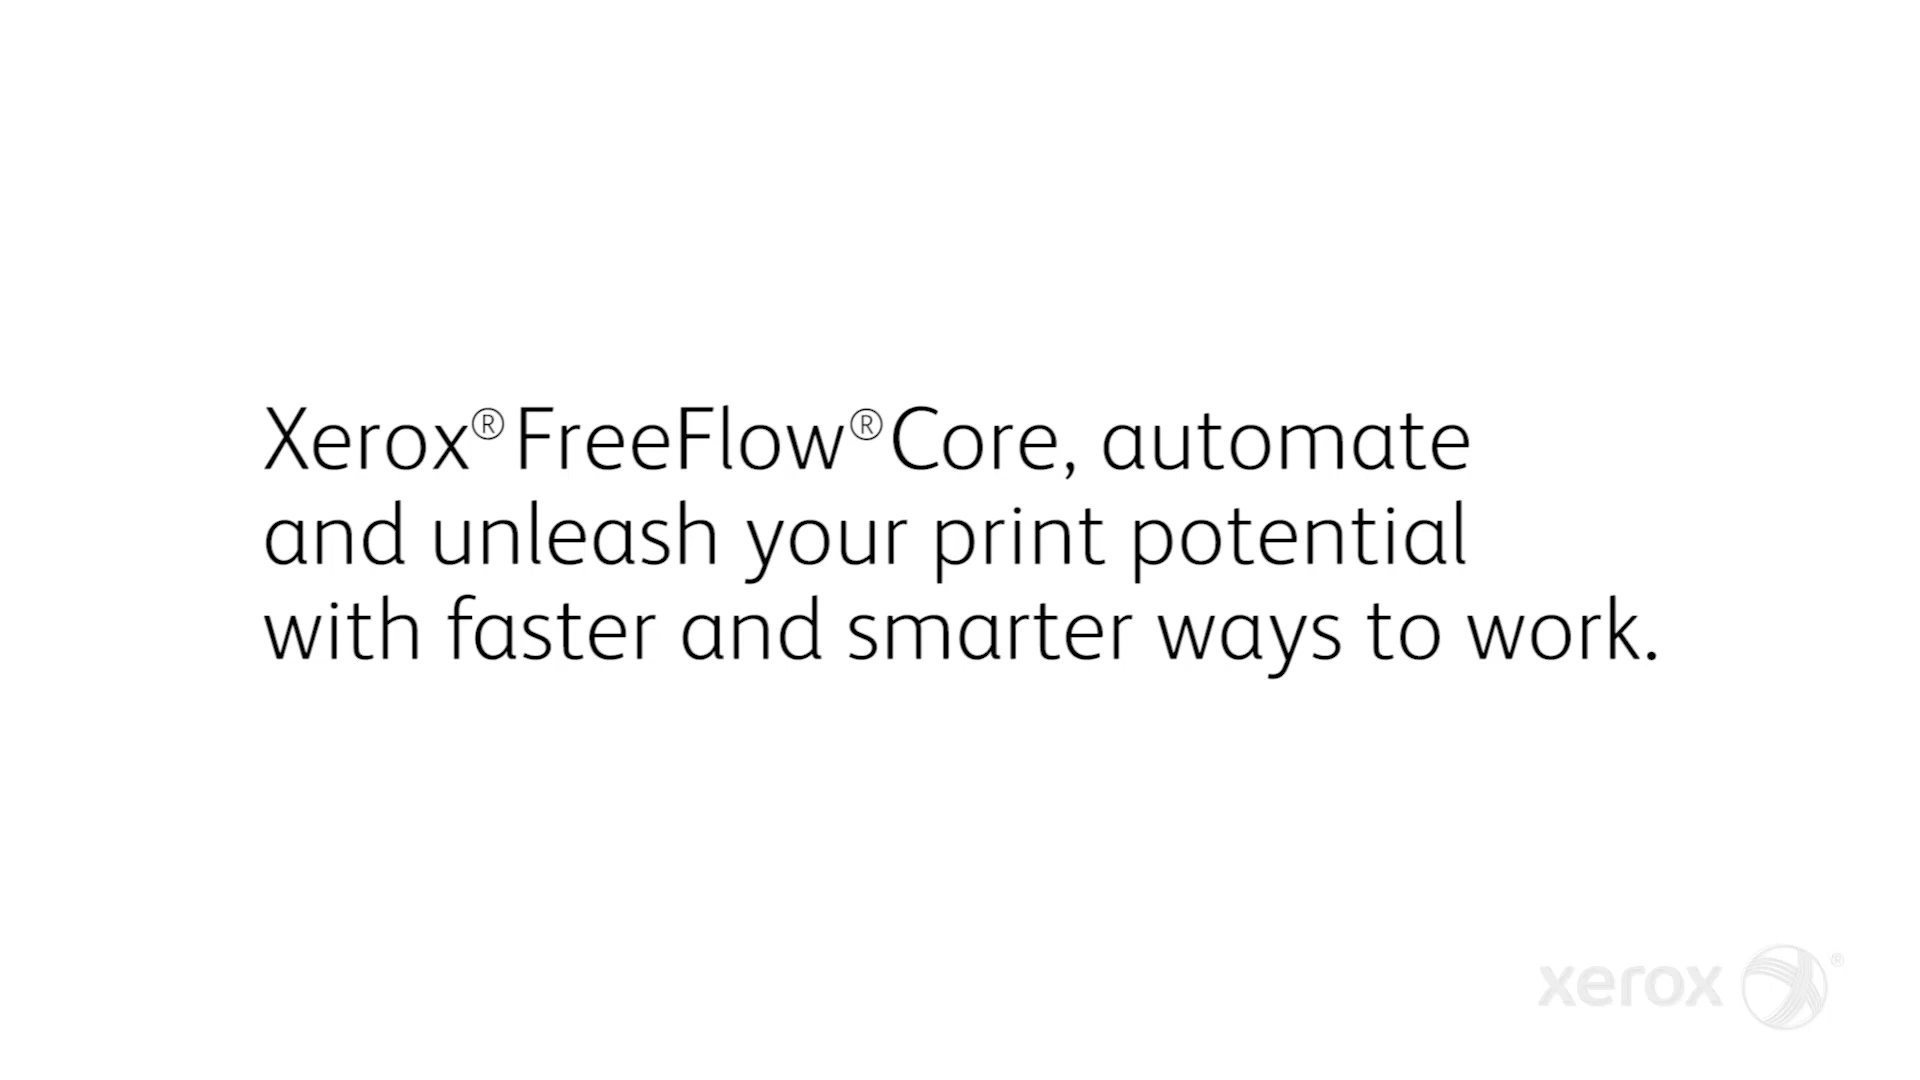 Xerox® FreeFlow® Core, automate
and unleash your print potential
with faster and smarter ways to work.
xerox ®